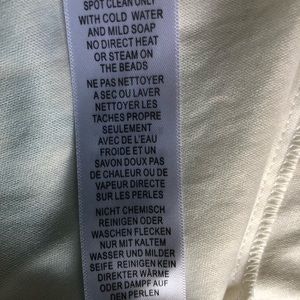 SPOT CLEAN ONLY
WITH COLD WATER
AND MILD SOAP
NO DIRECT HEAT
OR STEAM ON
THE BEADS
NE PAS NETTOYER
A SEC OU LAVER
NETTOYER LES
TACHES PROPRE
SEULEMENT
AVEC DE L'EAU
FROIDE ET UN
SAVON DOUX PAS
DE CHALEUR OU DE
VAPEUR DIRECTE
SUR LES PERLES
NICHT CHEMISCH
REINIGEN ODER
WASCHEN FLECKEN
NUR MIT KALTEM
WASSER UND MILDER
SEIFE REINIGEN KEIN
DIREKTER WÄRME
ODER DAMPF AUF
DEN PERLEN